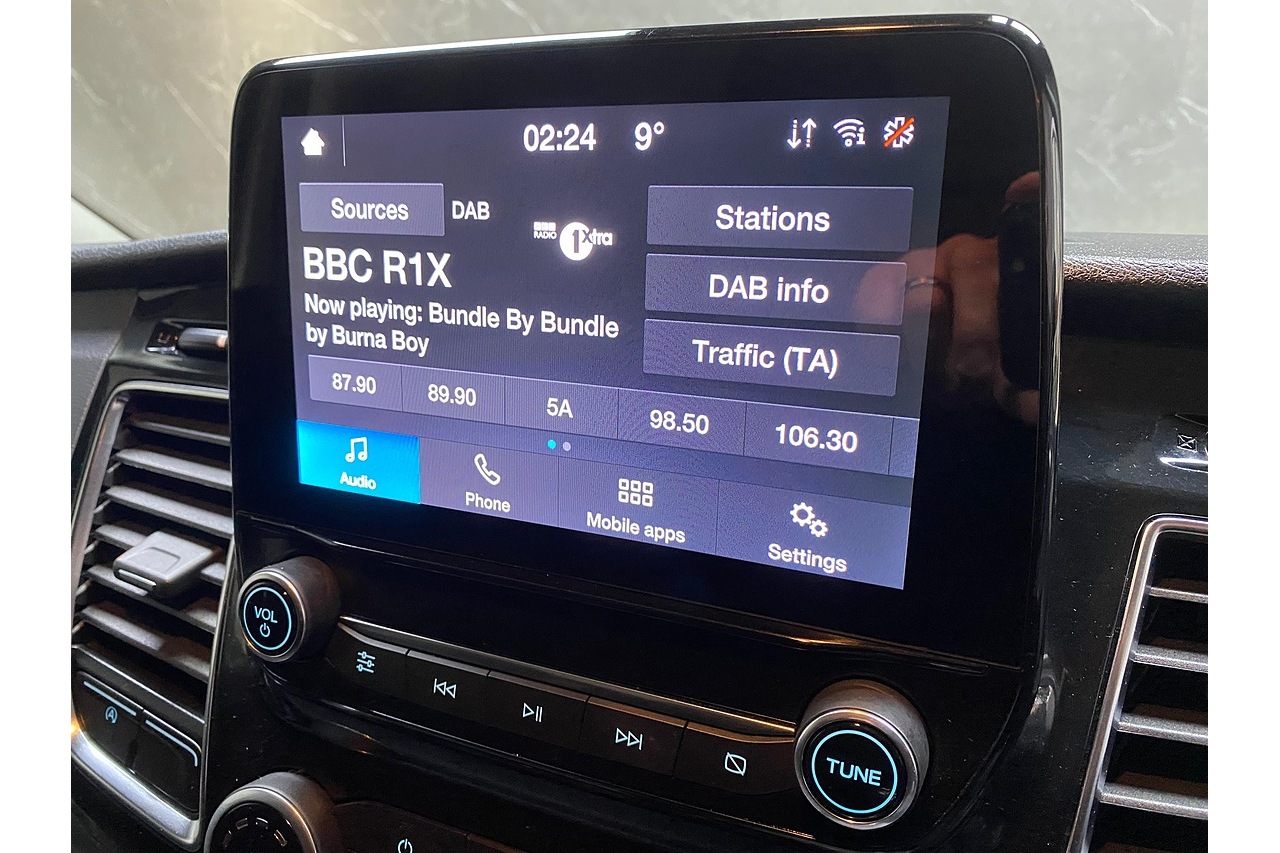 02:24 9°
Sources DAB
BBC RADIO 1Xtra
BBC R1X
Now playing: Bundle By Bundle
by Burna Boy
Stations
DAB info
Traffic (TA)
87.90 89.90 5A 98.50 106.30
Audio Phone Mobile apps Settings
VOL
TUNE
A